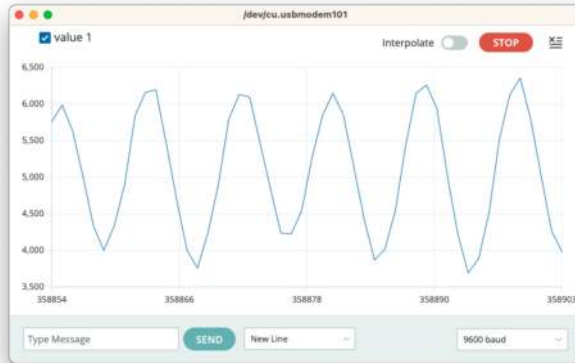 /dev/cu.usbmodem101
value 1
Interpolate
STOP
6,500
6,000
5,500
5,000
4,500
4,000
3,500
358854
358866
358878
358890
358903
Type Message
SEND
New Line
9600 baud